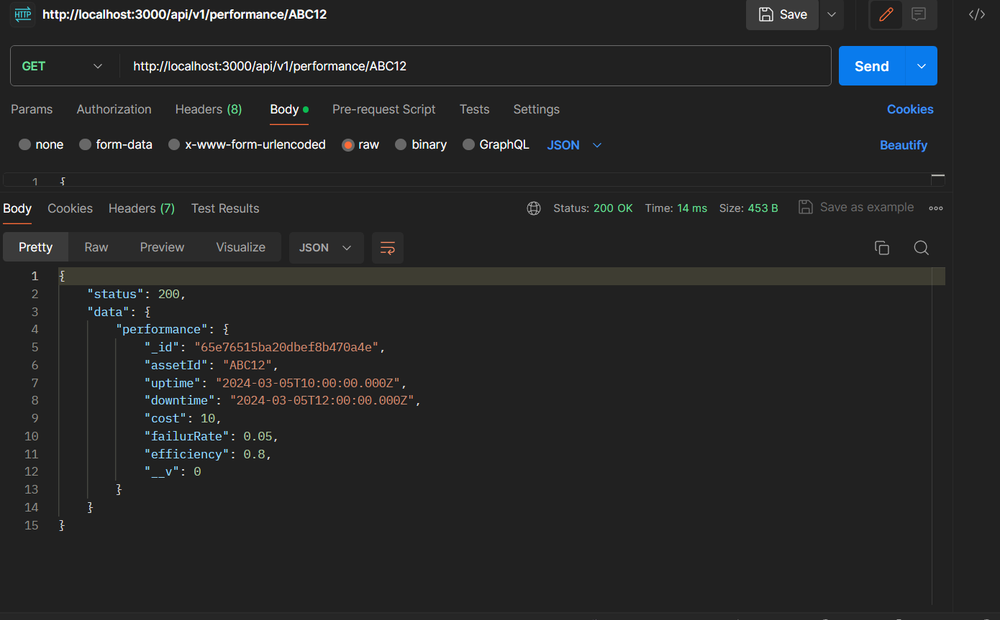 HTTP http://localhost:3000/api/v1/performance/ABC12 Save </>
GET http://localhost:3000/api/v1/performance/ABC12 Send
Params Authorization Headers (8) Body Pre-request Script Tests Settings Cookies
none form-data x-www-form-urlencoded raw binary GraphQL JSON Beautify
1 {
Body Cookies Headers (7) Test Results Status: 200 OK Time: 14 ms Size: 453 B Save as example
Pretty Raw Preview Visualize JSON
1 {
2 "status": 200,
3 "data": {
4 "performance": {
5 "_id": "65e76515ba20dbef8b470a4e",
6 "assetId": "ABC12",
7 "uptime": "2024-03-05T10:00:00.000Z",
8 "downtime": "2024-03-05T12:00:00.000Z",
9 "cost": 10,
10 "failurRate": 0.05,
11 "efficiency": 0.8,
12 "__v": 0
13 }
14 }
15 }